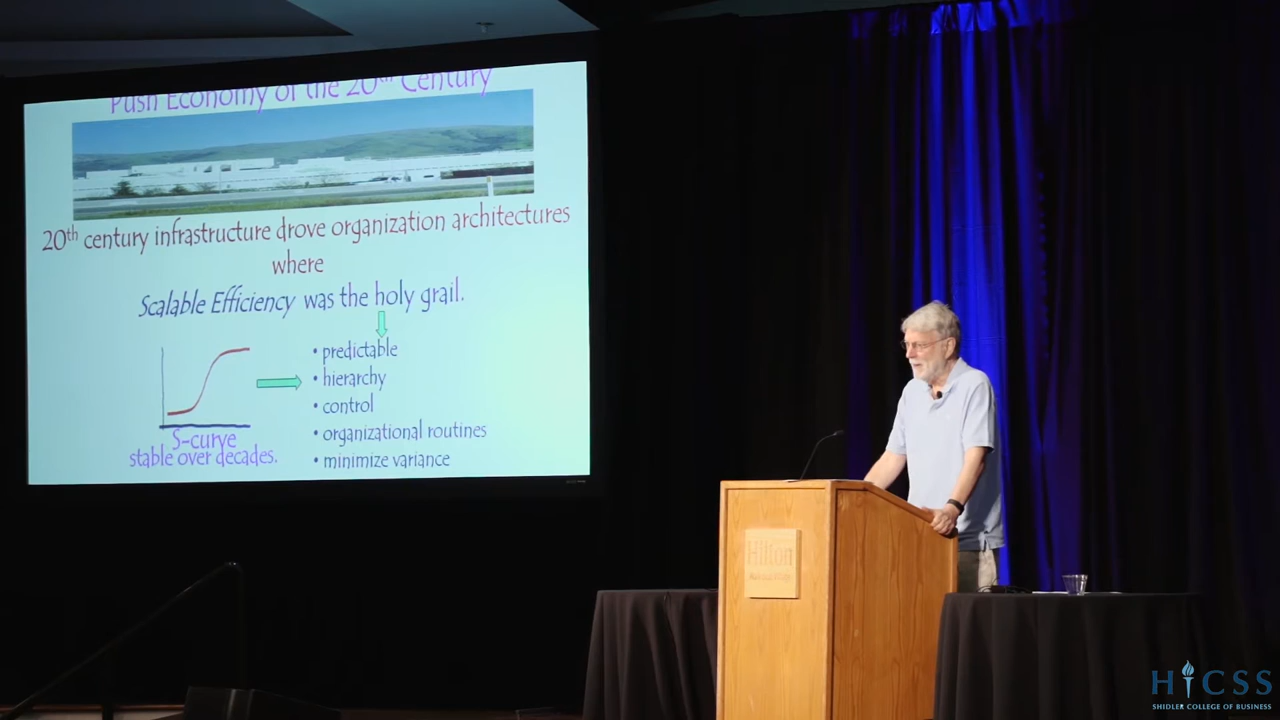 Push Economy of the 20th Century
20th century infrastructure drove organization architectures
where
Scalable Efficiency was the holy grail.
• predictable
• hierarchy
• control
• organizational routines
• minimize variance
S-curve
stable over decades.
Hilton
HICSS
SHIDLER COLLEGE OF BUSINESS